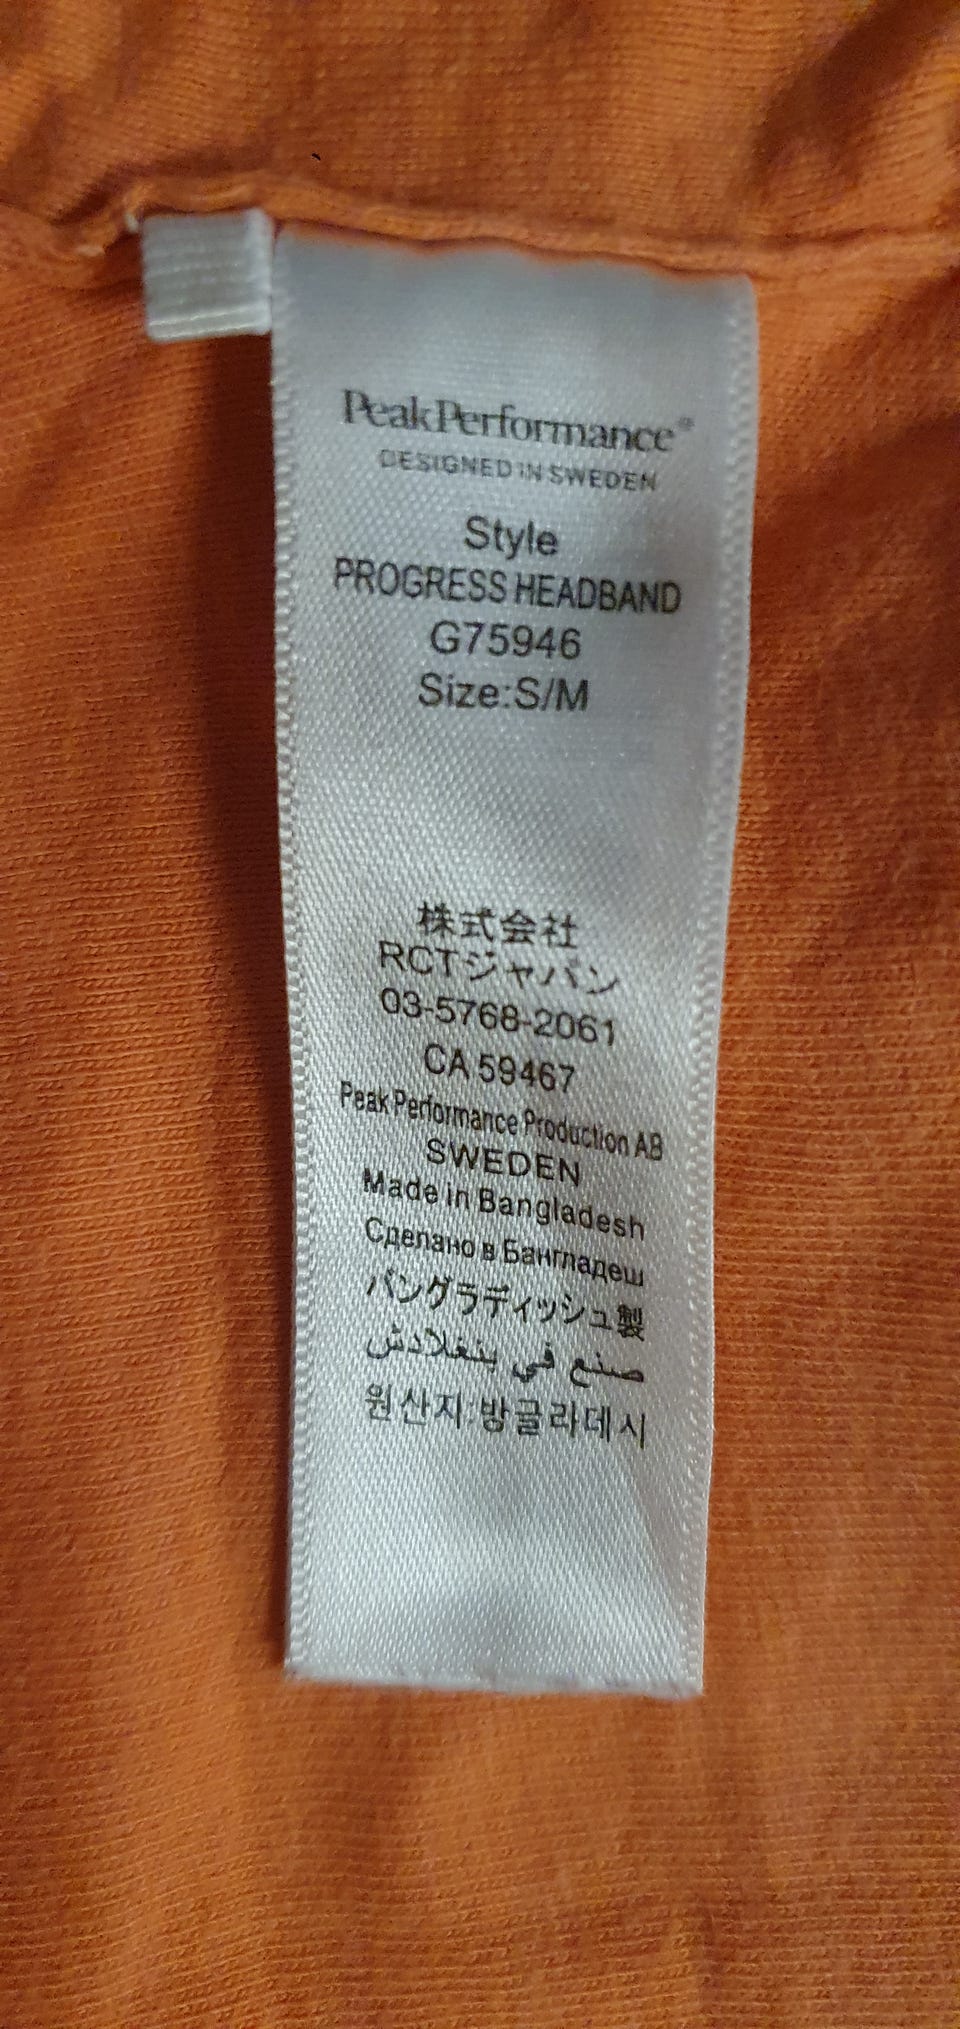 PeakPerformance®
DESIGNED IN SWEDEN
Style
PROGRESS HEADBAND
G75946
Size:S/M
株式会社
RCTジャパン
03-5768-2061
CA 59467
Peak Performance Production AB
SWEDEN
Made in Bangladesh
Сделано в Бангладеш
バングラディッシュ製
صنع في بنغلادش
원산지:방글라데시